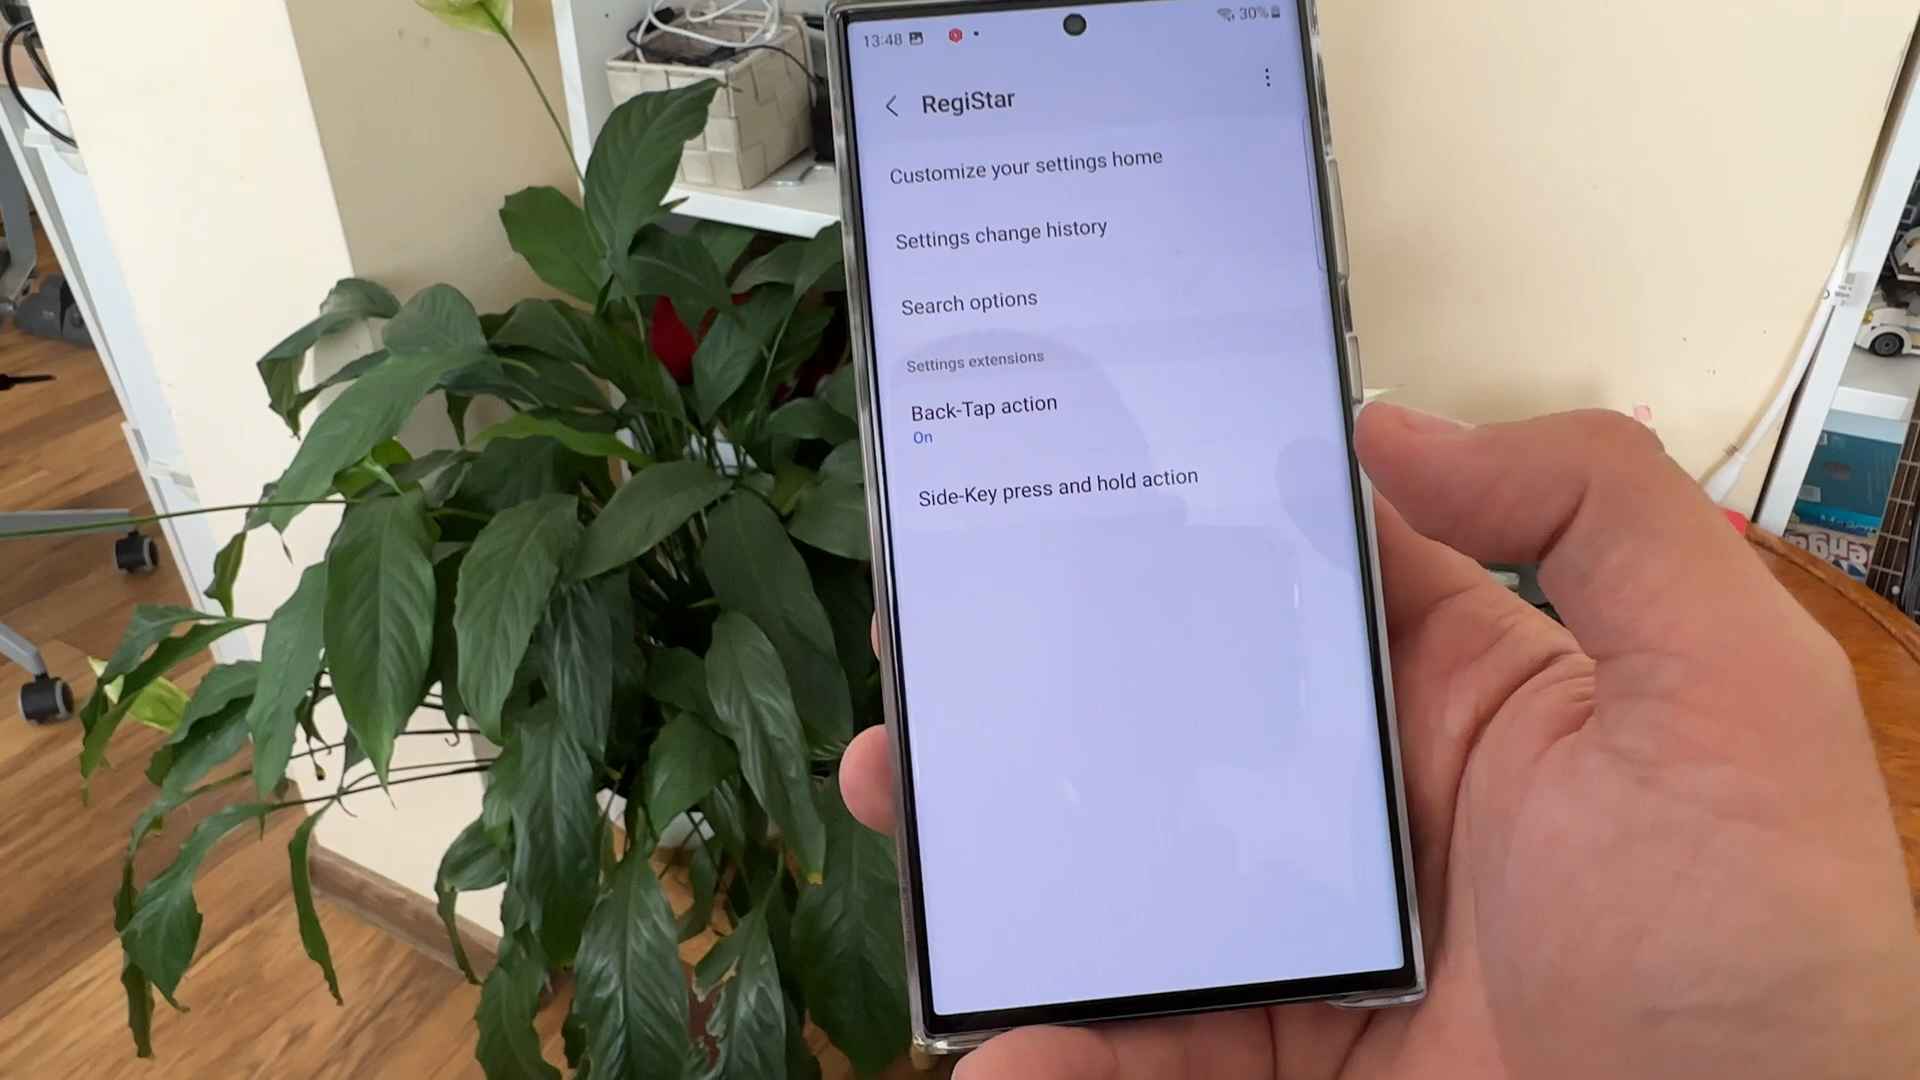 13:48
30%
RegiStar
Customize your settings home
Settings change history
Search options
Settings extensions
Back-Tap action
On
Side-Key press and hold action